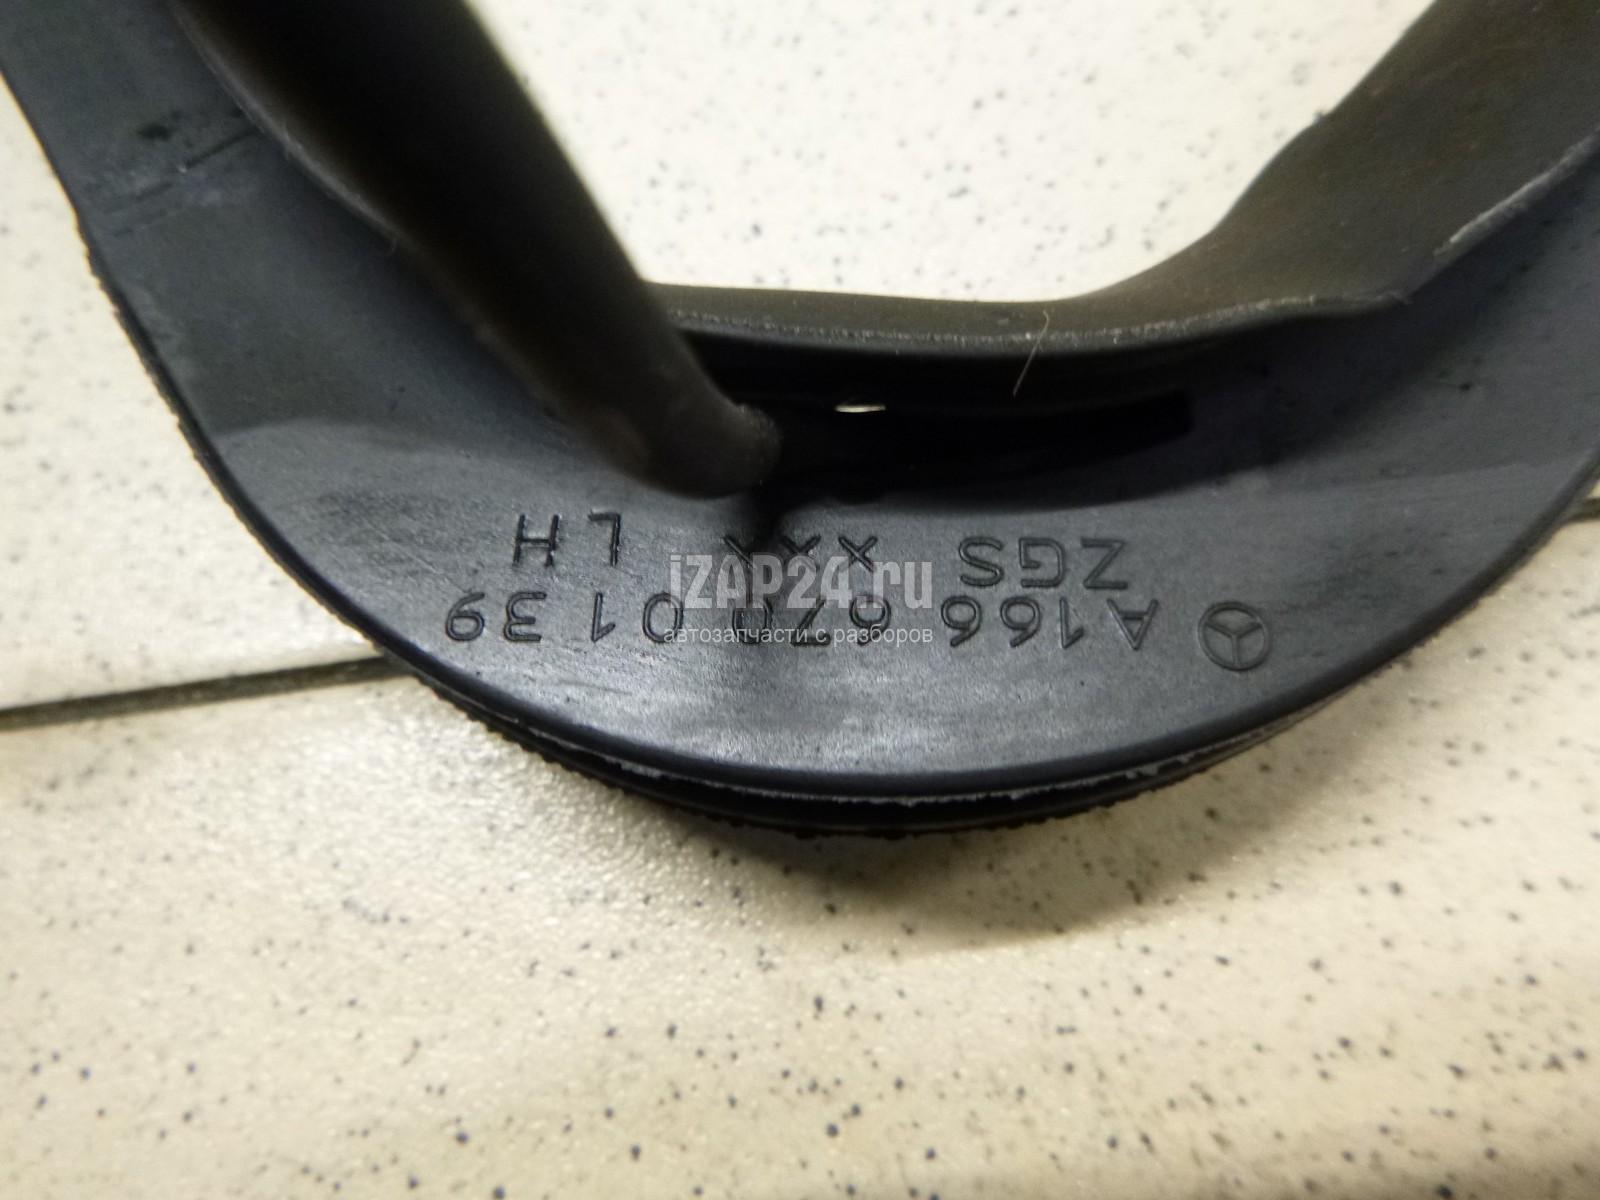 A166 670 01 39
ZGS XXX LH
iZAP24.ru
автозапчасти с разборов